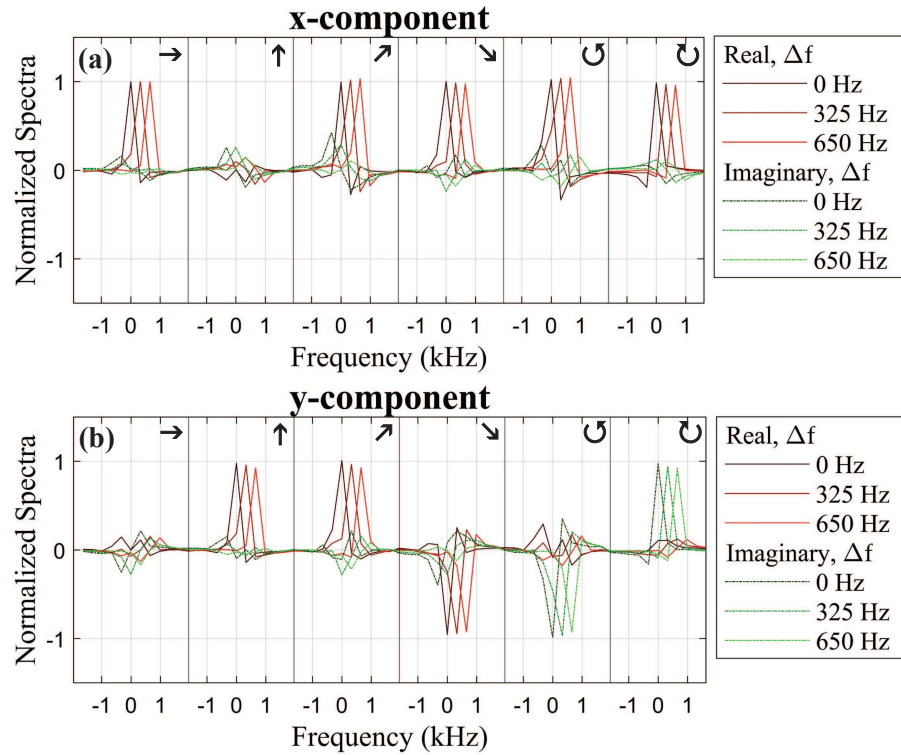 x-component
(a) → ↑ ↗ ↘ ↺ ↻
1
0
-1
Normalized Spectra
-1 0 1 -1 0 1 -1 0 1 -1 0 1 -1 0 1 -1 0 1
Frequency (kHz)
Real, Δf
0 Hz
325 Hz
650 Hz
Imaginary, Δf
0 Hz
325 Hz
650 Hz
y-component
(b) → ↑ ↗ ↘ ↺ ↻
1
0
-1
Normalized Spectra
-1 0 1 -1 0 1 -1 0 1 -1 0 1 -1 0 1 -1 0 1
Frequency (kHz)
Real, Δf
0 Hz
325 Hz
650 Hz
Imaginary, Δf
0 Hz
325 Hz
650 Hz